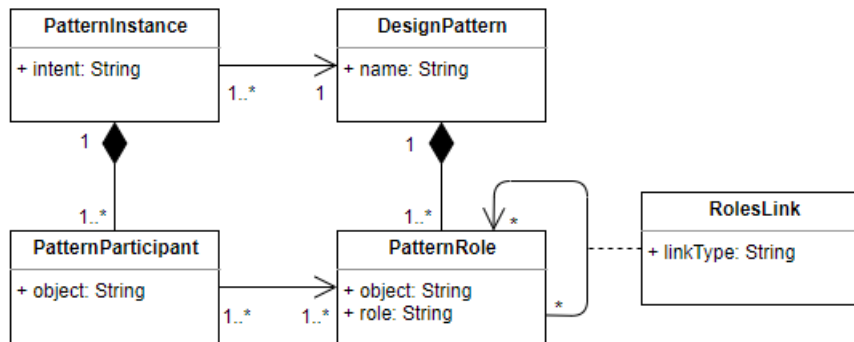 PatternInstance
+ intent: String
DesignPattern
+ name: String
1..*
1
1
1
1..*
1..*
*
PatternParticipant
+ object: String
PatternRole
+ object: String
+ role: String
*
1..*
1..*
RolesLink
+ linkType: String